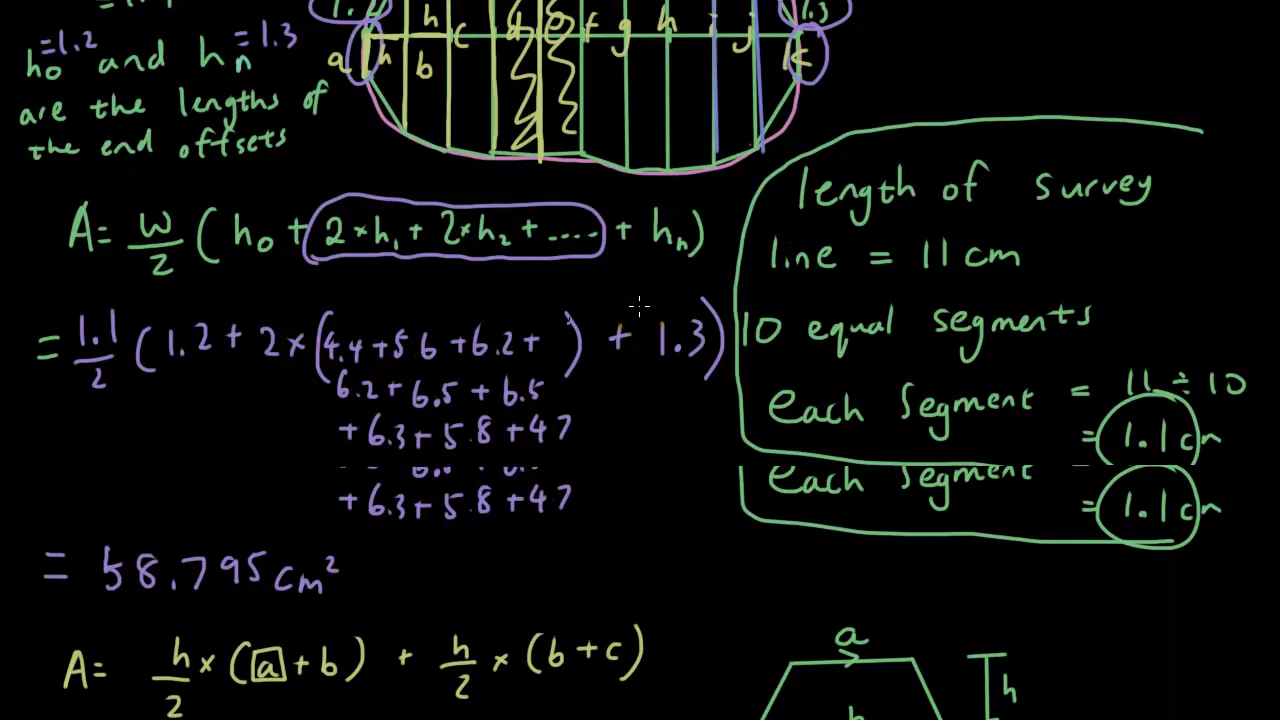 =1.2
= 1.3
h₀ and hₙ
are the lengths of
the end offsets
1.3
h c d e f g h i j
a h b k
A = w/2 ( h₀ + 2×h₁ + 2×h₂ + .... + hₙ)
= 1.1/2 (1.2 + 2 × (4.4 + 5 6 + 6.2 + ) + 1.3)
6.2 + 6.5 + 6.5
+ 6.3 + 5 8 + 4 7
+ 6.3 + 5 8 + 4 7
= 58.795 cm²
A = h/2 × (a + b) + h/2 × (b + c)
length of survey
line = 11 cm
10 equal segments
each segment = 11 ÷ 10
= 1.1 cm
each segment
= 1.1 cm
a
h
b